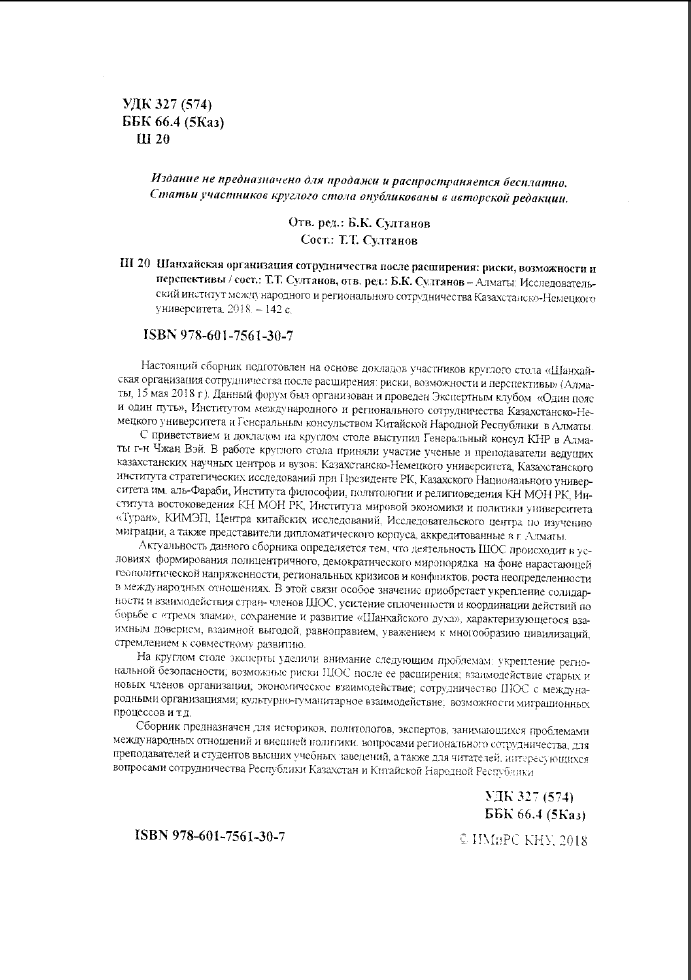 УДК 327 (574)
ББК 66.4 (5Каз)
Ш 20
Издание не предназначено для продажи и распространяется бесплатно.
Статьи участников круглого стола опубликованы в авторской редакции.
Отв. ред.: Б.К. Султанов
Сост.: Т.Т. Султанов
Ш 20 Шанхайская организация сотрудничества после расширения: риски, возможности и
перспективы / сост.: Т.Т. Султанов, отв. ред.: Б.К. Султанов – Алматы: Исследователь-
ский институт международного и регионального сотрудничества Казахстанско-Немецкого
университета, 2018. – 142 с.
ISBN 978-601-7561-30-7
Настоящий сборник подготовлен на основе докладов участников круглого стола «Шанхай-
ская организация сотрудничества после расширения: риски, возможности и перспективы» (Алма-
ты, 15 мая 2018 г.). Данный форум был организован и проведен Экспертным клубом «Один пояс
и один путь», Институтом международного и регионального сотрудничества Казахстанско-Не-
мецкого университета и Генеральным консульством Китайской Народной Республики в Алматы.
С приветствием и докладом на круглом столе выступил Генеральный консул КНР в Алма-
ты г-н Чжан Вэй. В работе круглого стола приняли участие ученые и преподаватели ведущих
казахстанских научных центров и вузов: Казахстанско-Немецкого университета, Казахстанского
института стратегических исследований при Президенте РК, Казахского Национального универ-
ситета им. аль-Фараби, Института философии, политологии и религиоведения КН МОН РК, Ин-
ститута востоковедения КН МОН РК, Института мировой экономики и политики университета
«Туран», КИМЭП, Центра китайских исследований, Исследовательского центра по изучению
миграции, а также представители дипломатического корпуса, аккредитованные в г. Алматы.
Актуальность данного сборника определяется тем, что деятельность ШОС происходит в ус-
ловиях формирования полицентричного, демократического миропорядка на фоне нарастающей
геополитической напряженности, региональных кризисов и конфликтов, роста неопределенности
в международных отношениях. В этой связи особое значение приобретает укрепление солидар-
ности и взаимодействия стран-членов ШОС, усиление сплоченности и координации действий по
борьбе с «тремя злами», сохранение и развитие «Шанхайского духа», характеризующегося вза-
имным доверием, взаимной выгодой, равноправием, уважением к многообразию цивилизаций,
стремлением к совместному развитию.
На круглом столе эксперты уделили внимание следующим проблемам: укрепление регио-
нальной безопасности; возможные риски ШОС после ее расширения; взаимодействие старых и
новых членов организации; экономическое взаимодействие; сотрудничество ШОС с междуна-
родными организациями; культурно-гуманитарное взаимодействие; возможности миграционных
процессов и т.д.
Сборник предназначен для историков, политологов, экспертов, занимающихся проблемами
международных отношений и внешней политики, вопросами регионального сотрудничества, для
преподавателей и студентов высших учебных заведений, а также для читателей, интересующихся
вопросами сотрудничества Республики Казахстан и Китайской Народной Республики
УДК 327 (574)
ББК 66.4 (5Каз)
ISBN 978-601-7561-30-7
© ИМиРС КНУ, 2018